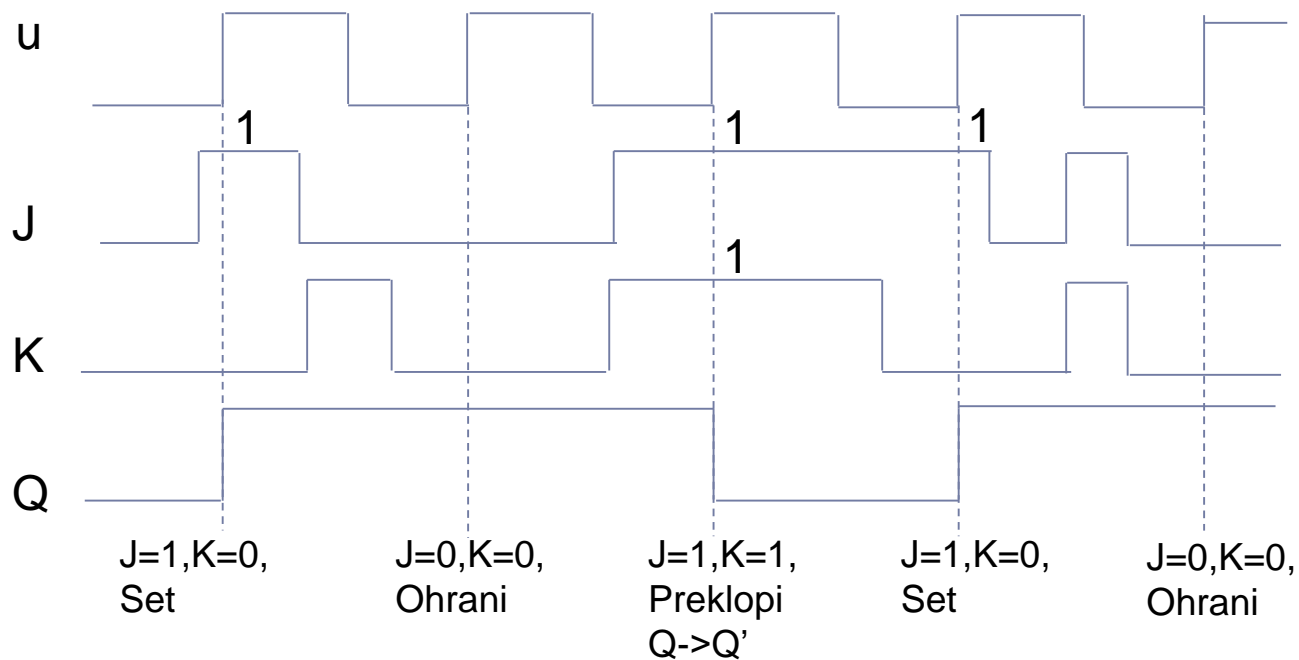 u
1 1 1
J
1
K
Q
J=1,K=0,
Set
J=0,K=0,
Ohrani
J=1,K=1,
Preklopi
Q->Q’
J=1,K=0,
Set
J=0,K=0,
Ohrani